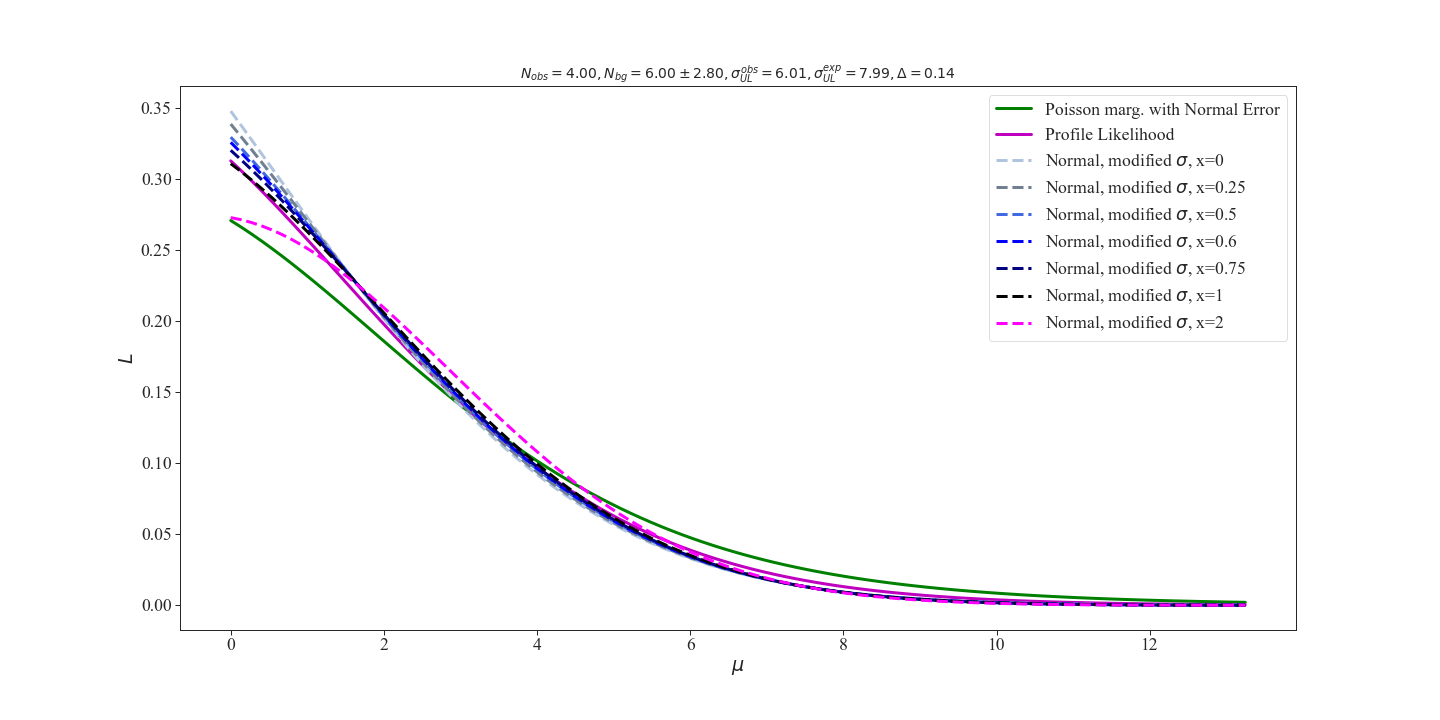 N_obs = 4.00, N_bg = 6.00 ± 2.80, σ_UL^obs = 6.01, σ_UL^exp = 7.99, Δ = 0.14
Poisson marg. with Normal Error
Profile Likelihood
Normal, modified σ, x=0
Normal, modified σ, x=0.25
Normal, modified σ, x=0.5
Normal, modified σ, x=0.6
Normal, modified σ, x=0.75
Normal, modified σ, x=1
Normal, modified σ, x=2
0.35
0.30
0.25
0.20
0.15
0.10
0.05
0.00
L
0 2 4 6 8 10 12
μ